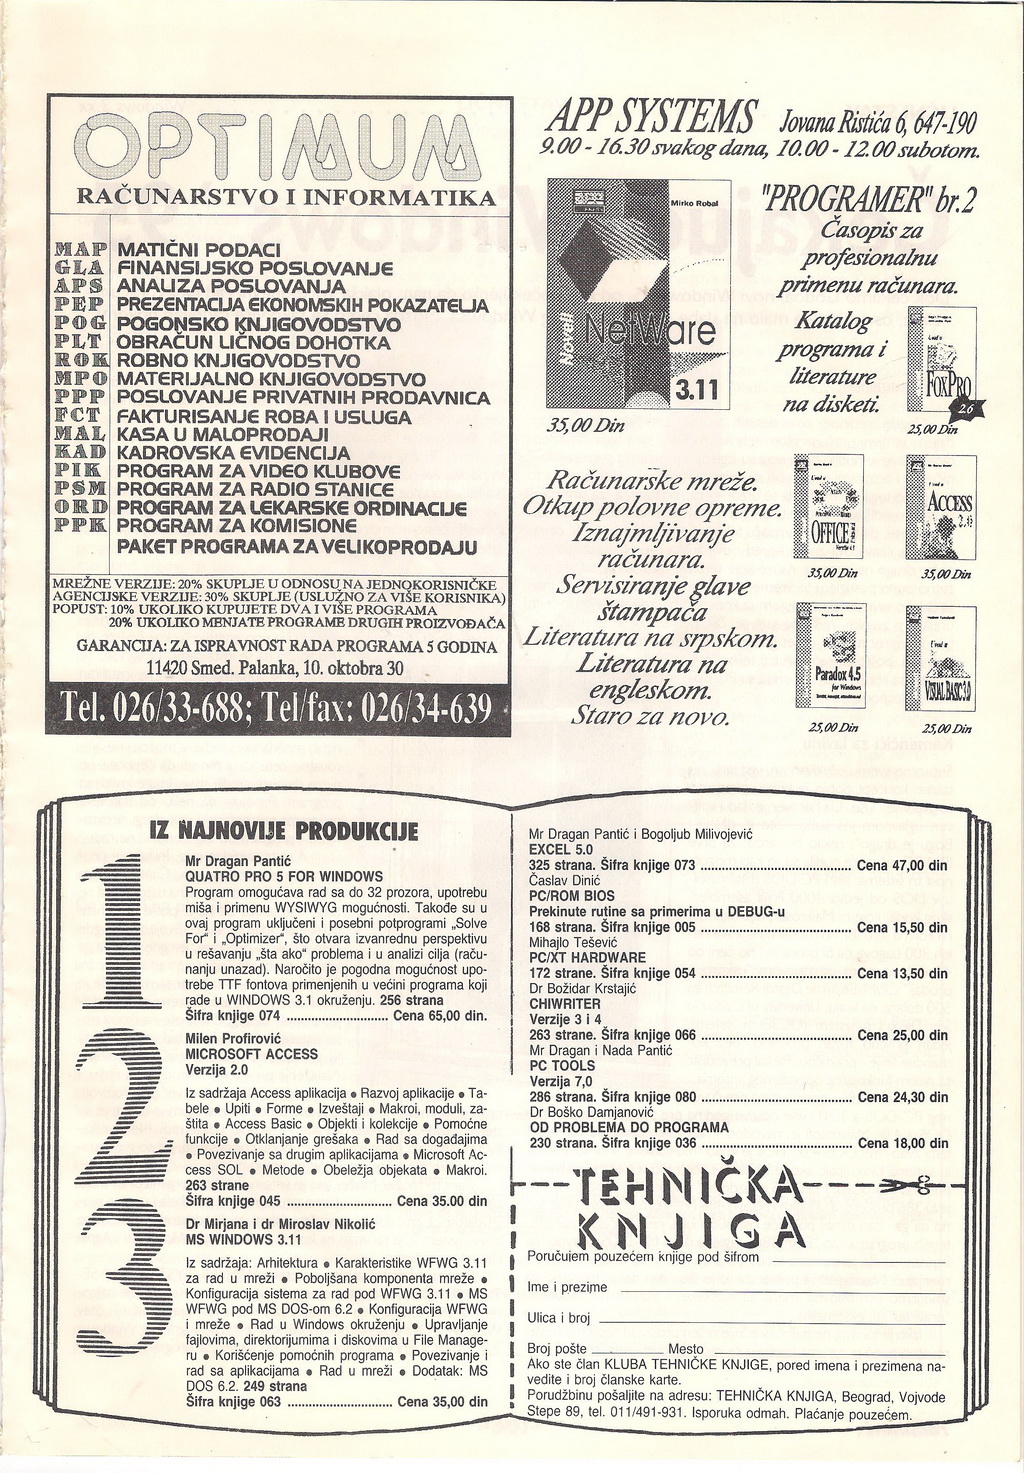 OPTIMUM
RAČUNARSTVO I INFORMATIKA
MAP MATIČNI PODACI
GLA FINANSIJSKO POSLOVANJE
APS ANALIZA POSLOVANJA
PEP PREZENTACIJA EKONOMSKIH POKAZATELJA
POG POGONSKO KNJIGOVODSTVO
PLT OBRAČUN LIČNOG DOHOTKA
ROK ROBNO KNJIGOVODSTVO
MPO MATERIJALNO KNJIGOVODSTVO
PPP POSLOVANJE PRIVATNIH PRODAVNICA
FCT FAKTURISANJE ROBA I USLUGA
MAL KASA U MALOPRODAJI
KAD KADROVSKA EVIDENCIJA
PIK PROGRAM ZA VIDEO KLUBOVE
PSM PROGRAM ZA RADIO STANICE
ORD PROGRAM ZA LEKARSKE ORDINACIJE
PPK PROGRAM ZA KOMISIONE
PAKET PROGRAMA ZA VELIKOPRODAJU
MREŽNE VERZIJE: 20% SKUPLJE U ODNOSU NA JEDNOKORISNIČKE
AGENCIJSKE VERZIJE: 30% SKUPLJE (USLUŽNO ZA VIŠE KORISNIKA)
POPUST: 10% UKOLIKO KUPUJETE DVA I VIŠE PROGRAMA
20% UKOLIKO MENJATE PROGRAME DRUGIH PROIZVOĐAČA
GARANCIJA: ZA ISPRAVNOST RADA PROGRAMA 5 GODINA
11420 Smed. Palanka, 10. oktobra 30
Tel. 026/33-688; Tel/fax: 026/34-639
APP SYSTEMS Jovana Ristića 6, 647-190
9.00 - 16.30 svakog dana, 10.00 - 12.00 subotom.
Mirko Robal
Novell
NetWare
3.11
35,00 Din
"PROGRAMER" br.2
Časopis za
profesionalnu
primenu računara.
Katalog
programa i
literature
na disketi.
FoxPRO
2.6
25,00 Din
Računarske mreže.
Otkup polovne opreme.
Iznajmljivanje
računara.
Servisiranje glave
štampača
Literatura na srpskom.
Literatura na
engleskom.
Staro za novo.
OFFICE
35,00 Din
ACCESS
2.0
35,00 Din
Paradox 4.5
for Windows
25,00 Din
VISUAL BASIC 3.0
25,00 Din
IZ NAJNOVIJE PRODUKCIJE
1
Mr Dragan Pantić
QUATRO PRO 5 FOR WINDOWS
Program omogućava rad sa do 32 prozora, upotrebu
miša i primenu WYSIWYG mogućnosti. Takođe su u
ovaj program uključeni i posebni potprogrami „Solve
For“ i „Optimizer“, što otvara izvanrednu perspektivu
u rešavanju „šta ako“ problema i u analizi cilja (raču-
nanju unazad). Naročito je pogodna mogućnost upo-
trebe TTF fontova primenjenih u većini programa koji
rade u WINDOWS 3.1 okruženju. 256 strana
Šifra knjige 074 ............................. Cena 65,00 din.
2
Milen Profirović
MICROSOFT ACCESS
Verzija 2.0
Iz sadržaja Access aplikacija • Razvoj aplikacije • Ta-
bele • Upiti • Forme • Izveštaji • Makroi, moduli, za-
štita • Access Basic • Objekti i kolekcije • Pomoćne
funkcije • Otklanjanje grešaka • Rad sa događajima
• Povezivanje sa drugim aplikacijama • Microsoft Ac-
cess SOL • Metode • Obeležja objekata • Makroi.
263 strane
Šifra knjige 045 .............................. Cena 35.00 din
3
Dr Mirjana i dr Miroslav Nikolić
MS WINDOWS 3.11
Iz sadržaja: Arhitektura • Karakteristike WFWG 3.11
za rad u mreži • Poboljšana komponenta mreže •
Konfiguracija sistema za rad pod WFWG 3.11 • MS
WFWG pod MS DOS-om 6.2 • Konfiguracija WFWG
i mreže • Rad u Windows okruženju • Upravljanje
fajlovima, direktorijumima i diskovima u File Manage-
ru • Korišćenje pomoćnih programa • Povezivanje i
rad sa aplikacijama • Rad u mreži • Dodatak: MS
DOS 6.2. 249 strana
Šifra knjige 063 .............................. Cena 35,00 din
Mr Dragan Pantić i Bogoljub Milivojević
EXCEL 5.0
325 strana. Šifra knjige 073 ........................................... Cena 47,00 din
Časlav Dinić
PC/ROM BIOS
Prekinute rutine sa primerima u DEBUG-u
168 strana. Šifra knjige 005 ........................................... Cena 15,50 din
Mihajlo Tešević
PC/XT HARDWARE
172 strane. Šifra knjige 054 ........................................... Cena 13,50 din
Dr Božidar Krstajić
CHIWRITER
Verzije 3 i 4
263 strane. Šifra knjige 066 ........................................... Cena 25,00 din
Mr Dragan i Nada Pantić
PC TOOLS
Verzija 7,0
286 strana. Šifra knjige 080 ........................................... Cena 24,30 din
Dr Boško Damjanović
OD PROBLEMA DO PROGRAMA
230 strana. Šifra knjige 036 ........................................... Cena 18,00 din
TEHNIČKA
KNJIGA
Poručujem pouzećem knjige pod šifrom
Ime i prezime
Ulica i broj
Broj pošte Mesto
Ako ste član KLUBA TEHNIČKE KNJIGE, pored imena i prezimena na-
vedite i broj članske karte.
Porudžbinu pošaljite na adresu: TEHNIČKA KNJIGA, Beograd, Vojvode
Stepe 89, tel. 011/491-931. Isporuka odmah. Plaćanje pouzećem.